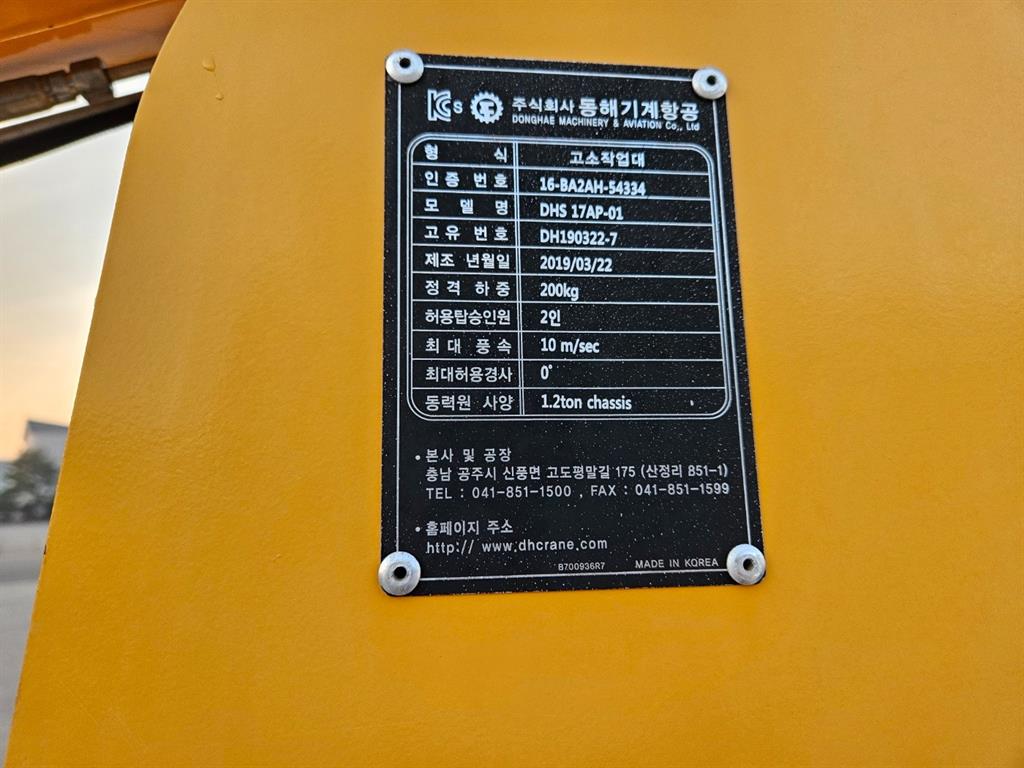 KCs 주식회사 동해기계항공
DONGHAE MACHINERY & AVIATION Co,, Ltd
형 식 고소작업대
인증 번호 16-BA2AH-54334
모 델 명 DHS 17AP-01
고유 번호 DH190322-7
제조 년월일 2019/03/22
정격 하중 200kg
허용탑승인원 2인
최대 풍속 10 m/sec
최대허용경사 0°
동력원 사양 1.2ton chassis
• 본사 및 공장
충남 공주시 신풍면 고도평말길 175 (산정리 851-1)
TEL : 041-851-1500 , FAX : 041-851-1599
• 홈페이지 주소
http:// www.dhcrane.com
B700936R7 MADE IN KOREA